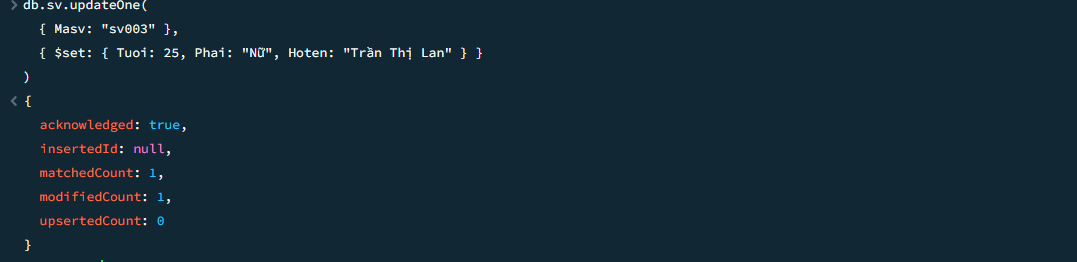 db.sv.updateOne(
{ Masv: "sv003" },
{ $set: { Tuoi: 25, Phai: "Nữ", Hoten: "Trần Thị Lan" } }
)
{
acknowledged: true,
insertedId: null,
matchedCount: 1,
modifiedCount: 1,
upsertedCount: 0
}